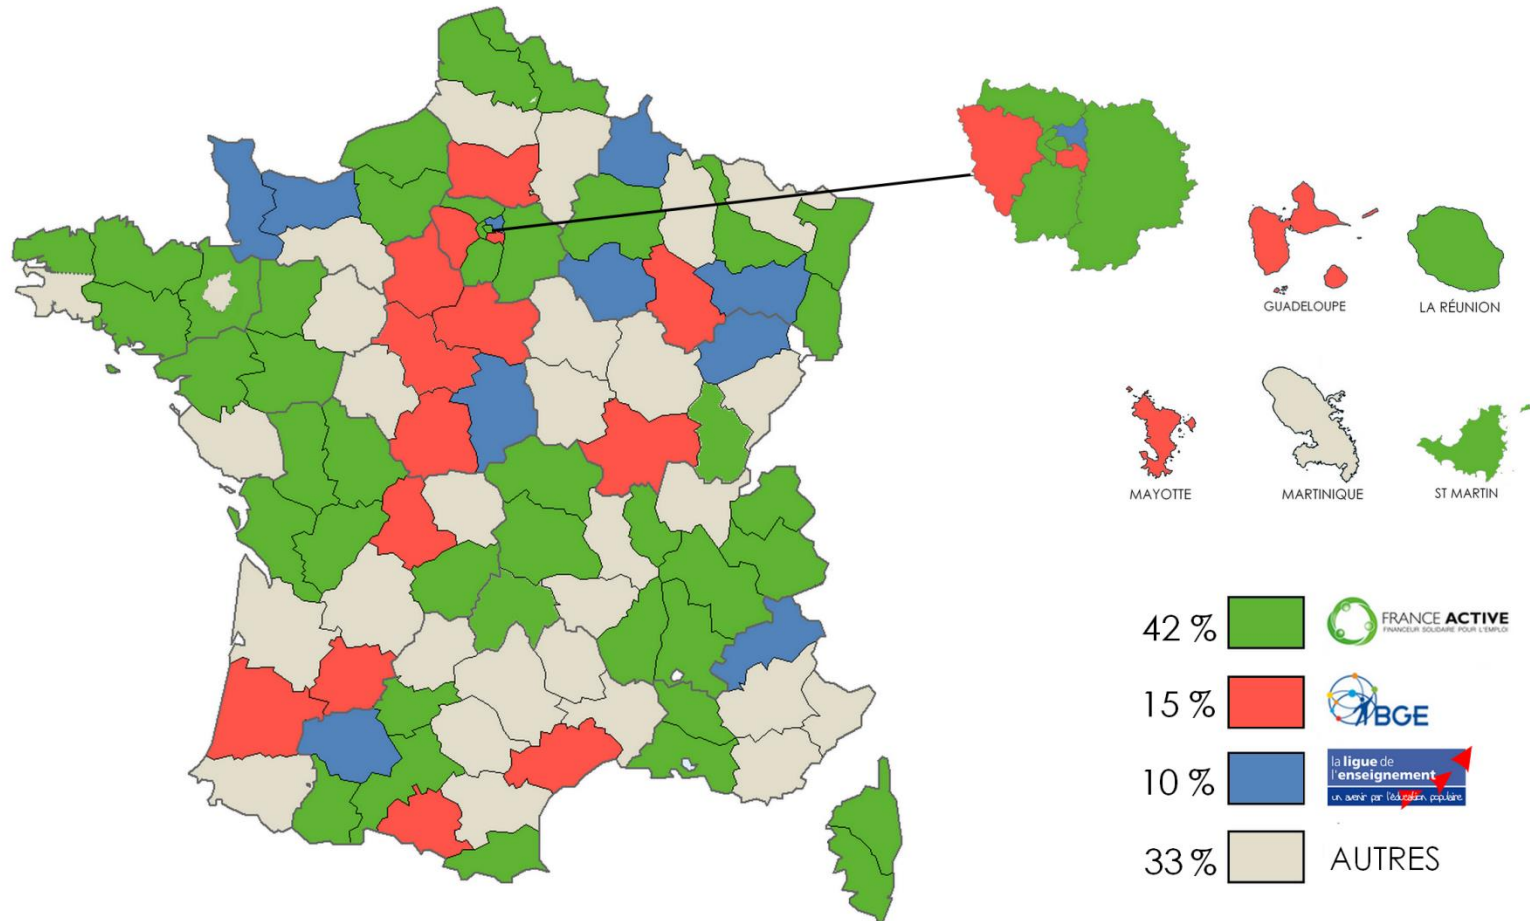 GUADELOUPE
LA RÉUNION
MAYOTTE
MARTINIQUE
ST MARTIN
42 %
FRANCE ACTIVE
FINANCEUR SOLIDAIRE POUR L'EMPLOI
15 %
BGE
10 %
la ligue de
l'enseignement
un avenir par l'éducation populaire
33 %
AUTRES